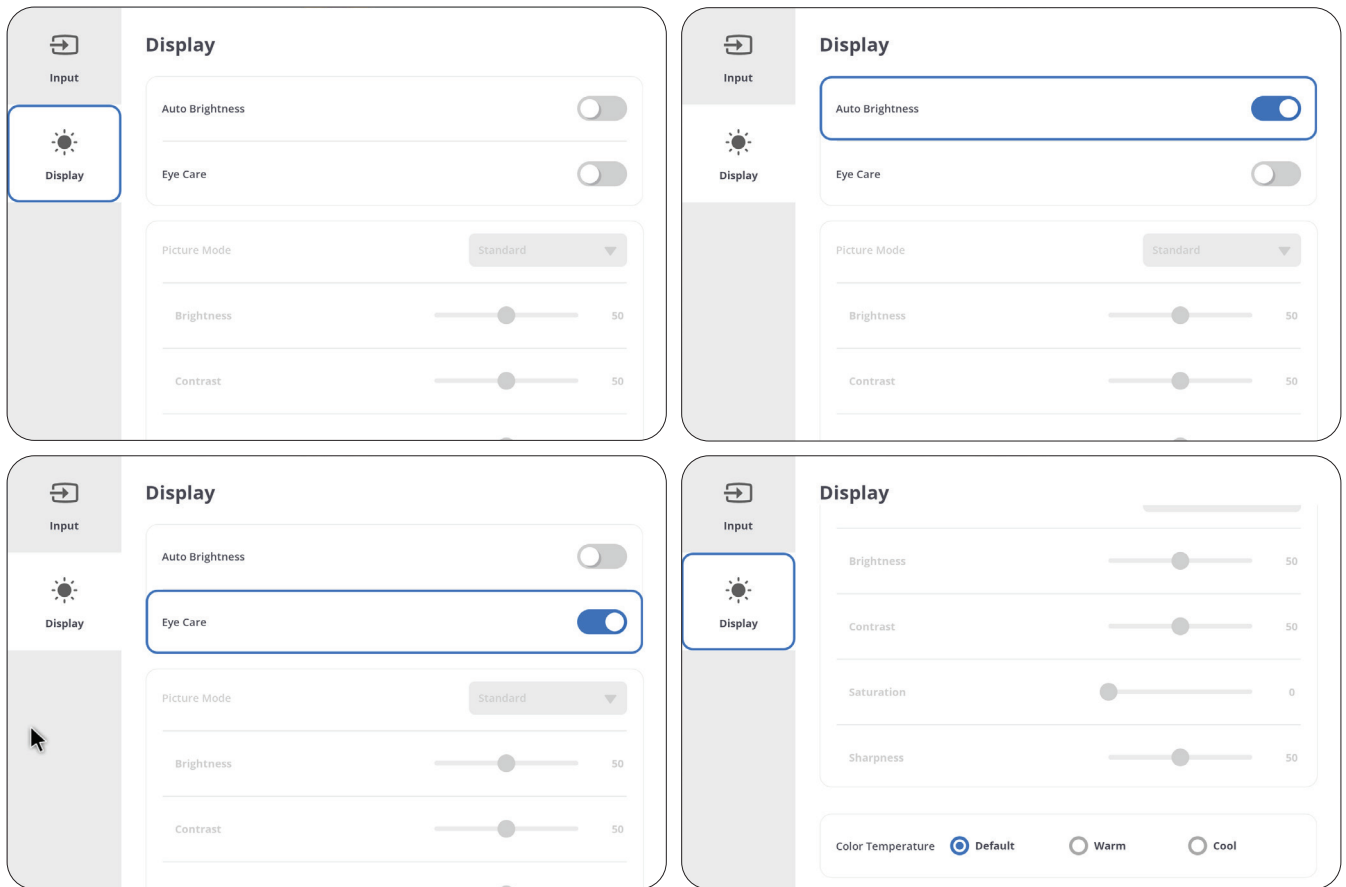 Input
Display
Display
Auto Brightness
Eye Care
Picture Mode Standard
Brightness 50
Contrast 50
Input
Display
Display
Auto Brightness
Eye Care
Picture Mode Standard
Brightness 50
Contrast 50
Input
Display
Display
Auto Brightness
Eye Care
Picture Mode Standard
Brightness 50
Contrast 50
Input
Display
Display
Brightness 50
Contrast 50
Saturation 0
Sharpness 50
Color Temperature Default Warm Cool